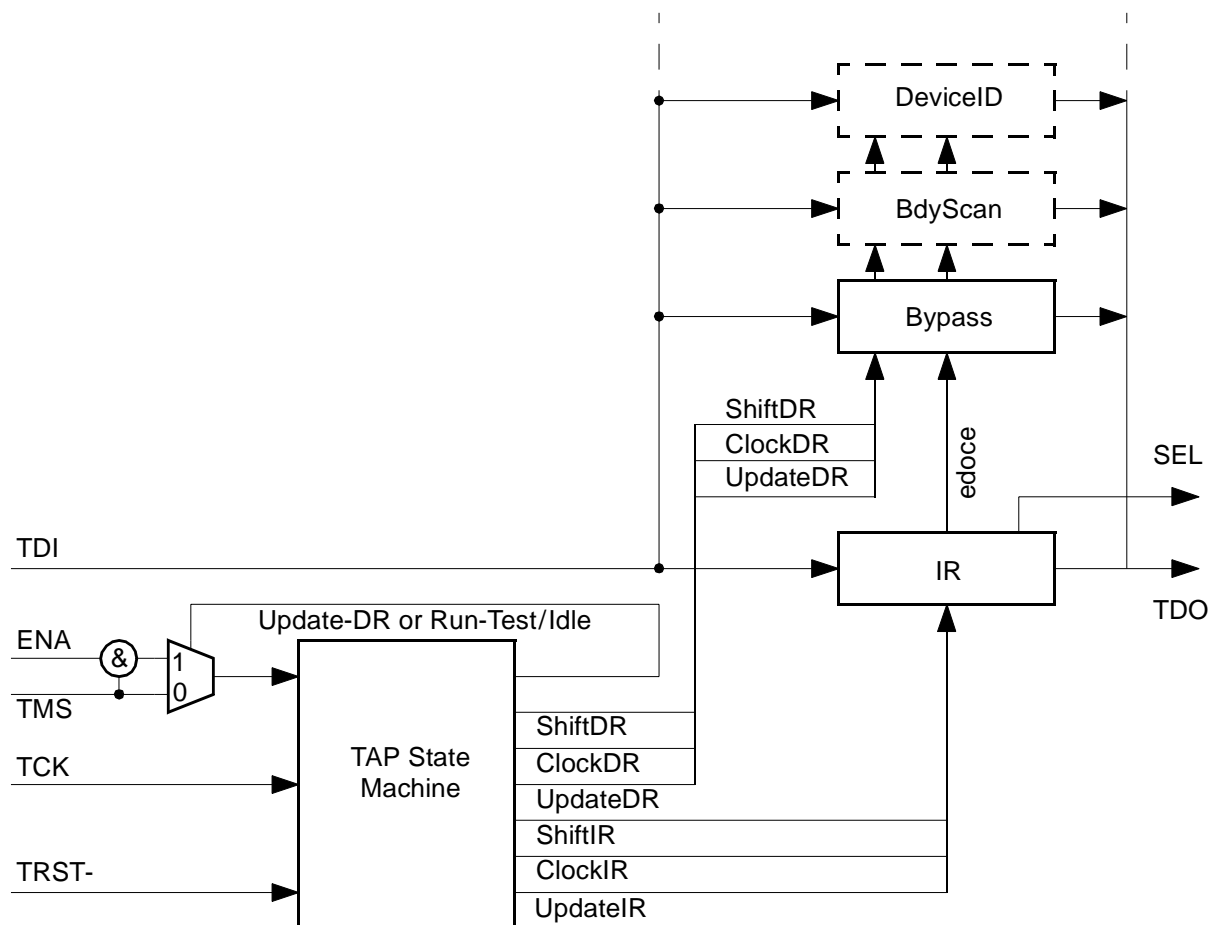 DeviceID
BdyScan
Bypass
ShiftDR
ClockDR
UpdateDR
edoce
SEL
TDI
IR
TDO
Update-DR or Run-Test/Idle
ENA
&
1
0
TMS
TAP State
Machine
ShiftDR
ClockDR
UpdateDR
TCK
ShiftIR
ClockIR
UpdateIR
TRST-